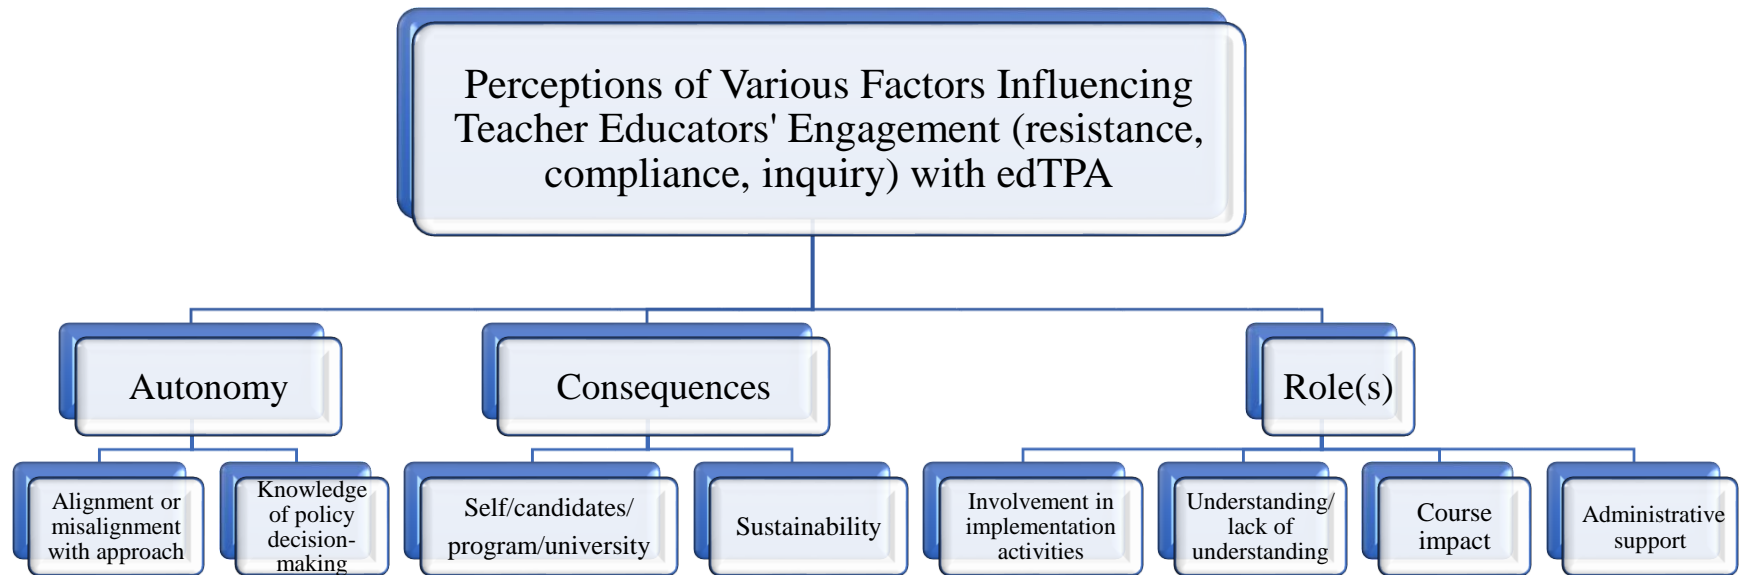 Perceptions of Various Factors Influencing
Teacher Educators' Engagement (resistance,
compliance, inquiry) with edTPA
Autonomy
Consequences
Role(s)
Alignment or
misalignment
with approach
Knowledge
of policy
decision-
making
Self/candidates/
program/university
Sustainability
Involvement in
implementation
activities
Understanding/
lack of
understanding
Course
impact
Administrative
support